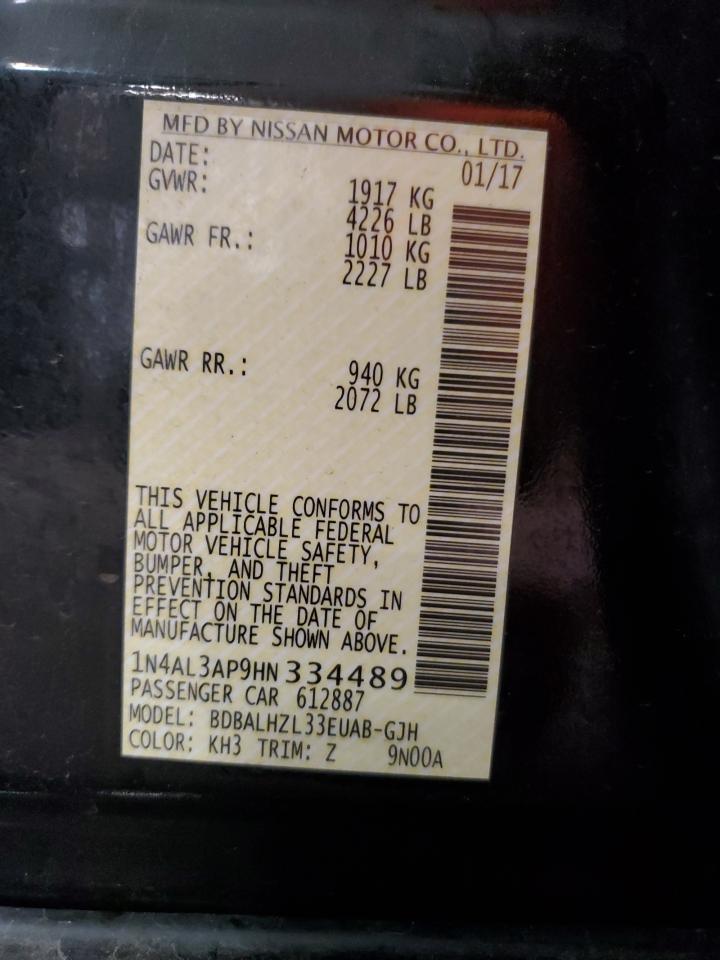 MFD BY NISSAN MOTOR CO., LTD.
DATE: 01/17
GVWR: 1917 KG
4226 LB
GAWR FR.: 1010 KG
2227 LB
GAWR RR.: 940 KG
2072 LB
THIS VEHICLE CONFORMS TO
ALL APPLICABLE FEDERAL
MOTOR VEHICLE SAFETY,
BUMPER, AND THEFT
PREVENTION STANDARDS IN
EFFECT ON THE DATE OF
MANUFACTURE SHOWN ABOVE.
1N4AL3AP9HN 334489
PASSENGER CAR 612887
MODEL: BDBALHZL33EUAB-GJH
COLOR: KH3 TRIM: Z 9N00A